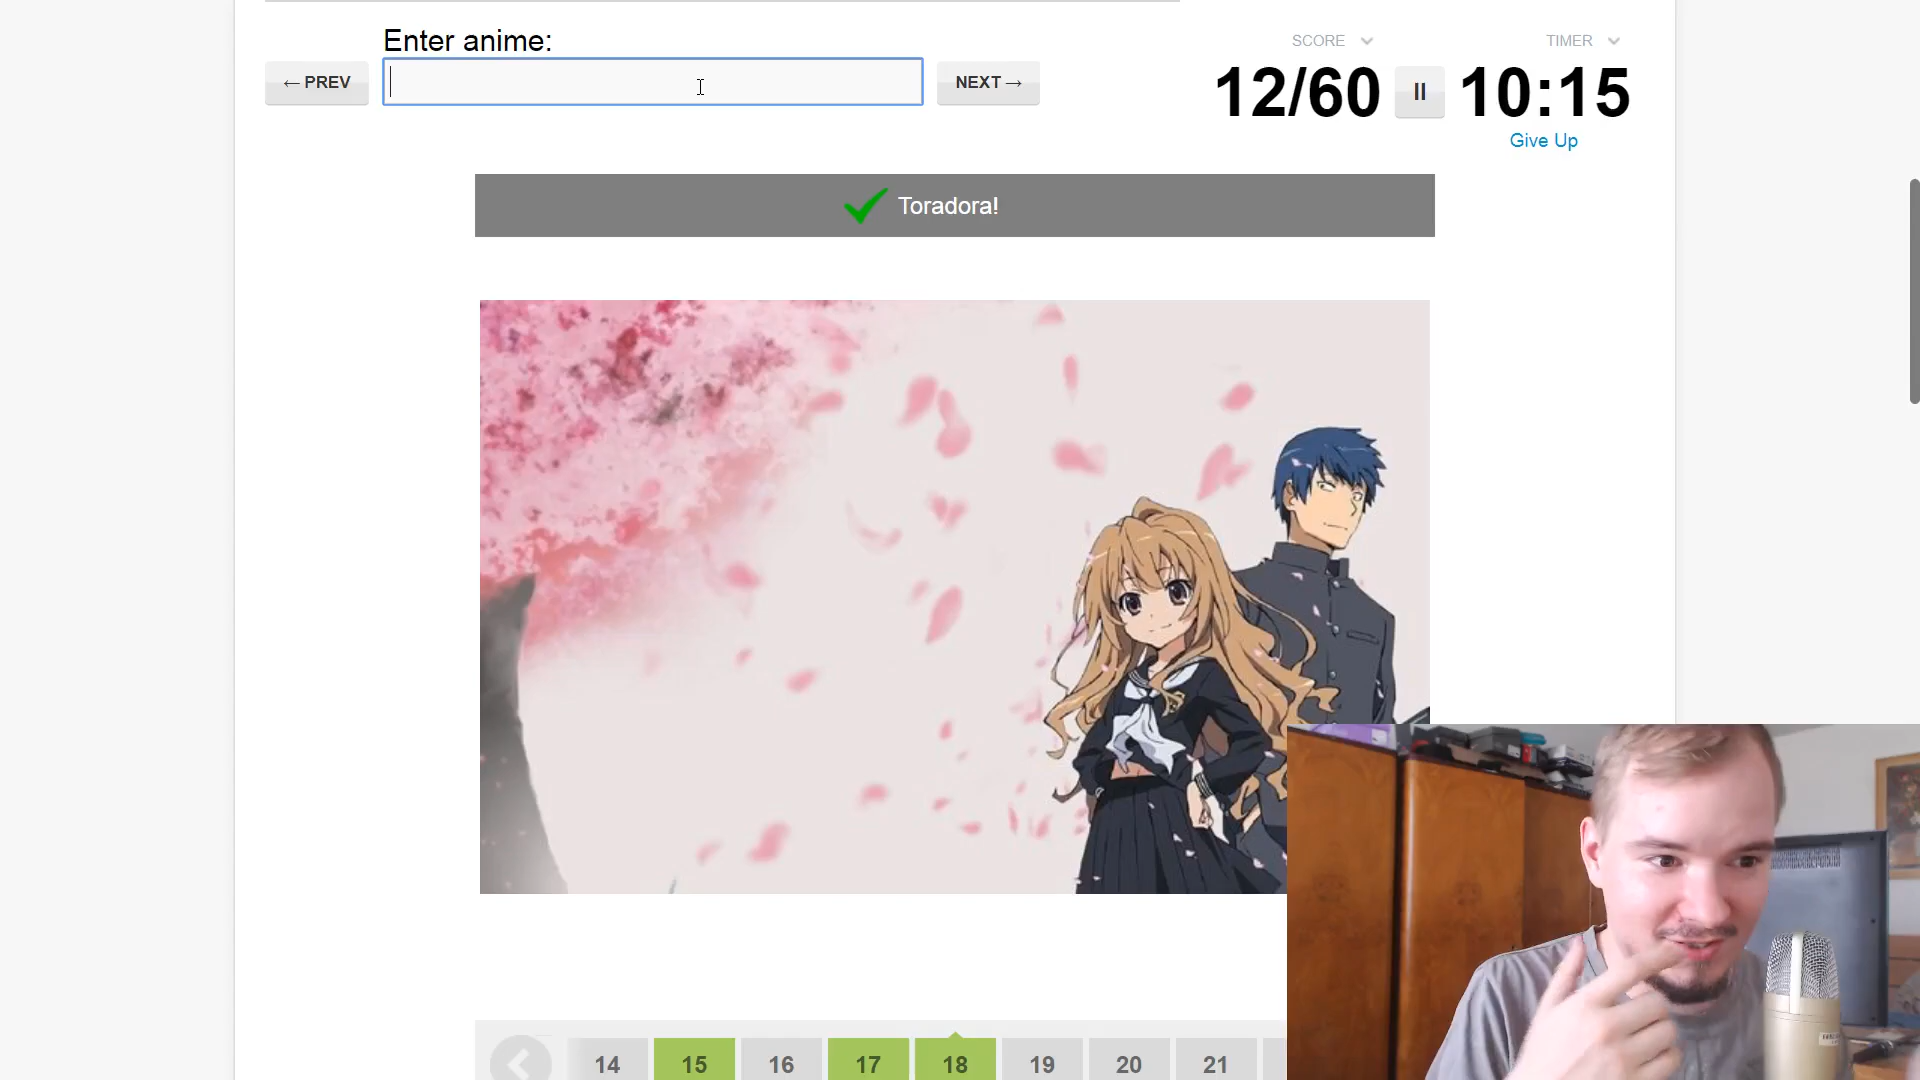 Enter anime:
SCORE
TIMER
← PREV
NEXT →
12/60
10:15
Give Up
Toradora!
14 15 16 17 18 19 20 21